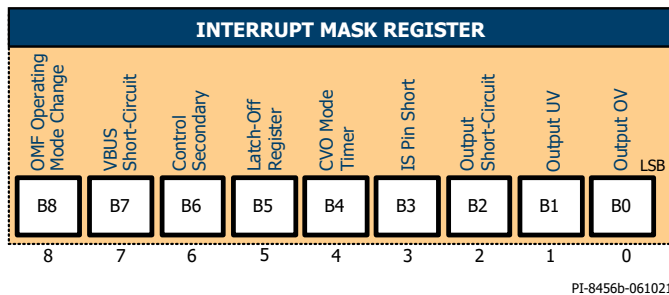 INTERRUPT MASK REGISTER
OMF Operating
Mode Change
VBUS
Short-Circuit
Control
Secondary
Latch-Off
Register
CVO Mode
Timer
IS Pin Short
Output
Short-Circuit
Output UV
Output OV
LSB
B8 B7 B6 B5 B4 B3 B2 B1 B0
8 7 6 5 4 3 2 1 0
PI-8456b-061021